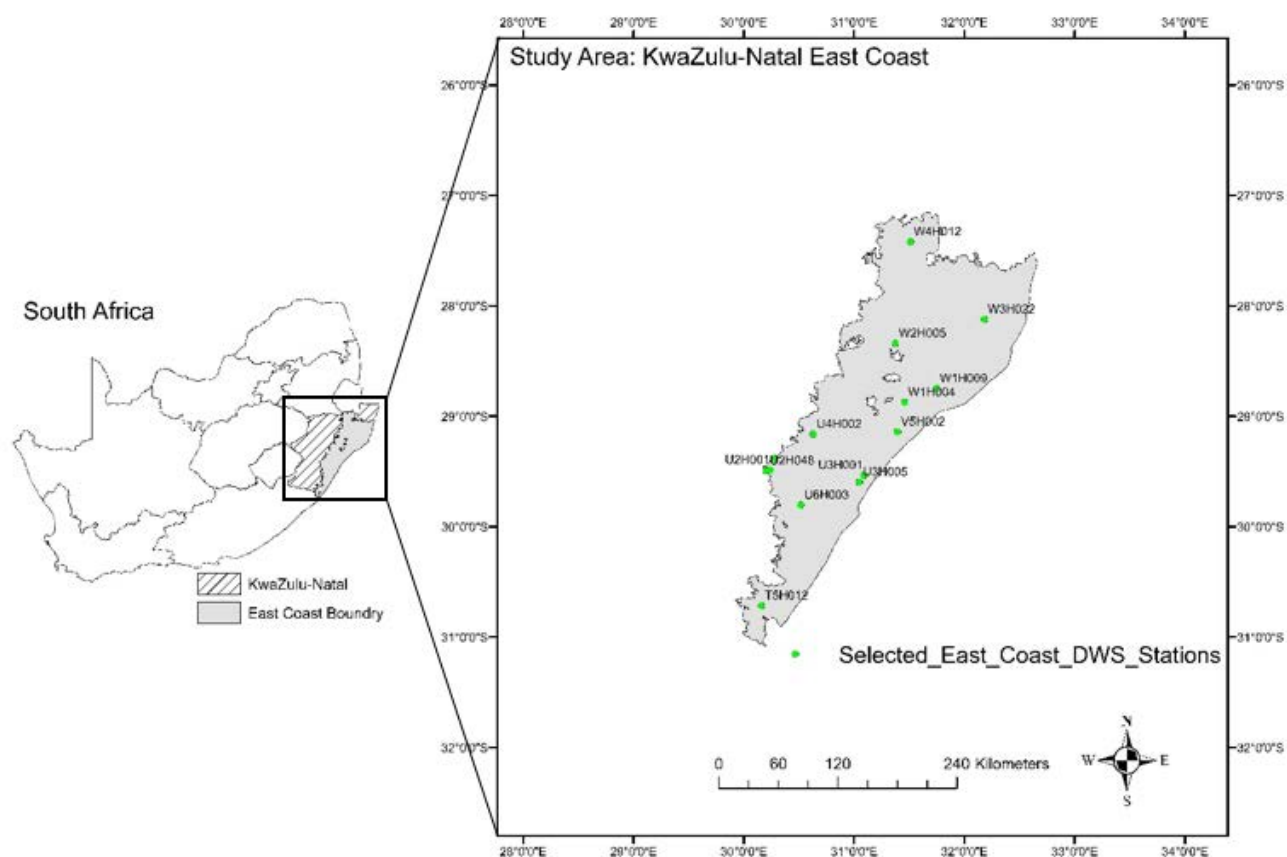 28°0'0"E 29°0'0"E 30°0'0"E 31°0'0"E 32°0'0"E 33°0'0"E 34°0'0"E
Study Area: KwaZulu-Natal East Coast
26°0'0"S 26°0'0"S
27°0'0"S 27°0'0"S
W4H012
28°0'0"S 28°0'0"S
South Africa
W3H022
W2H005
W1H009
W1H004
29°0'0"S 29°0'0"S
U4H002 V5H002
U2H001 U2H048 U3H001 U3H005
U6H003
30°0'0"S 30°0'0"S
KwaZulu-Natal
East Coast Boundry
T5H012
31°0'0"S 31°0'0"S
Selected_East_Coast_DWS_Stations
N
32°0'0"S 32°0'0"S
W E
0 60 120 240 Kilometers
S
28°0'0"E 29°0'0"E 30°0'0"E 31°0'0"E 32°0'0"E 33°0'0"E 34°0'0"E